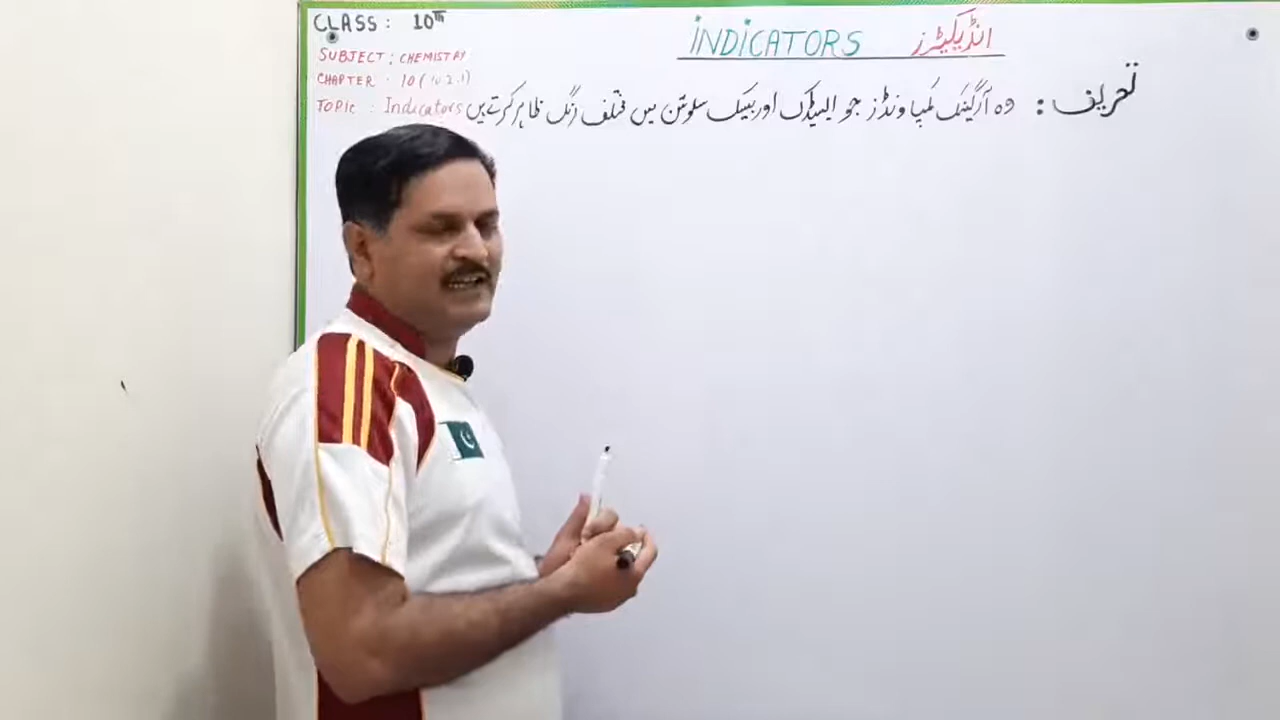 CLASS: 10th
INDICATORS انڈیکیٹرز
SUBJECT: CHEMISTRY
CHAPTER : 10 (10.2.1)
TOPIC : Indicators
تعریف: وہ آرگینک کمپاونڈز جو ایسیڈک اور بیسک سلوشن میں مختلف رنگ ظاہر کرتے ہیں